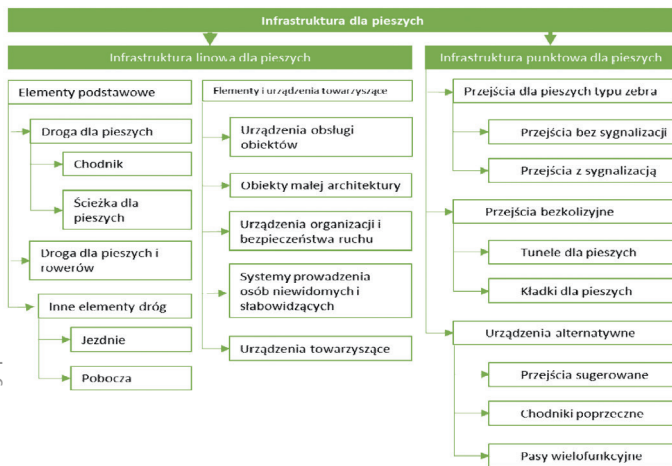 Infrastruktura dla pieszych
Infrastruktura linowa dla pieszych
Elementy podstawowe
Droga dla pieszych
Chodnik
Ścieżka dla
pieszych
Droga dla pieszych i
rowerów
Inne elementy dróg
Jezdnie
Pobocza
Elementy i urządzenia towarzyszące
Urządzenia obsługi
obiektów
Obiekty malej architektury
Urządzenia organizacji i
bezpieczeństwa ruchu
Systemy prowadzenia
osób niewidomych i
słabowidzących
Urządzenia towarzyszące
Infrastruktura punktowa dla pieszych
Przejścia dla pieszych typu zebra
Przejścia bez sygnalizacji
Przejścia z sygnalizacją
Przejścia bezkolizyjne
Tunele dla pieszych
Kładki dla pieszych
Urządzenia alternatywne
Przejścia sugerowane
Chodniki poprzeczne
Pasy wielofunkcyjne